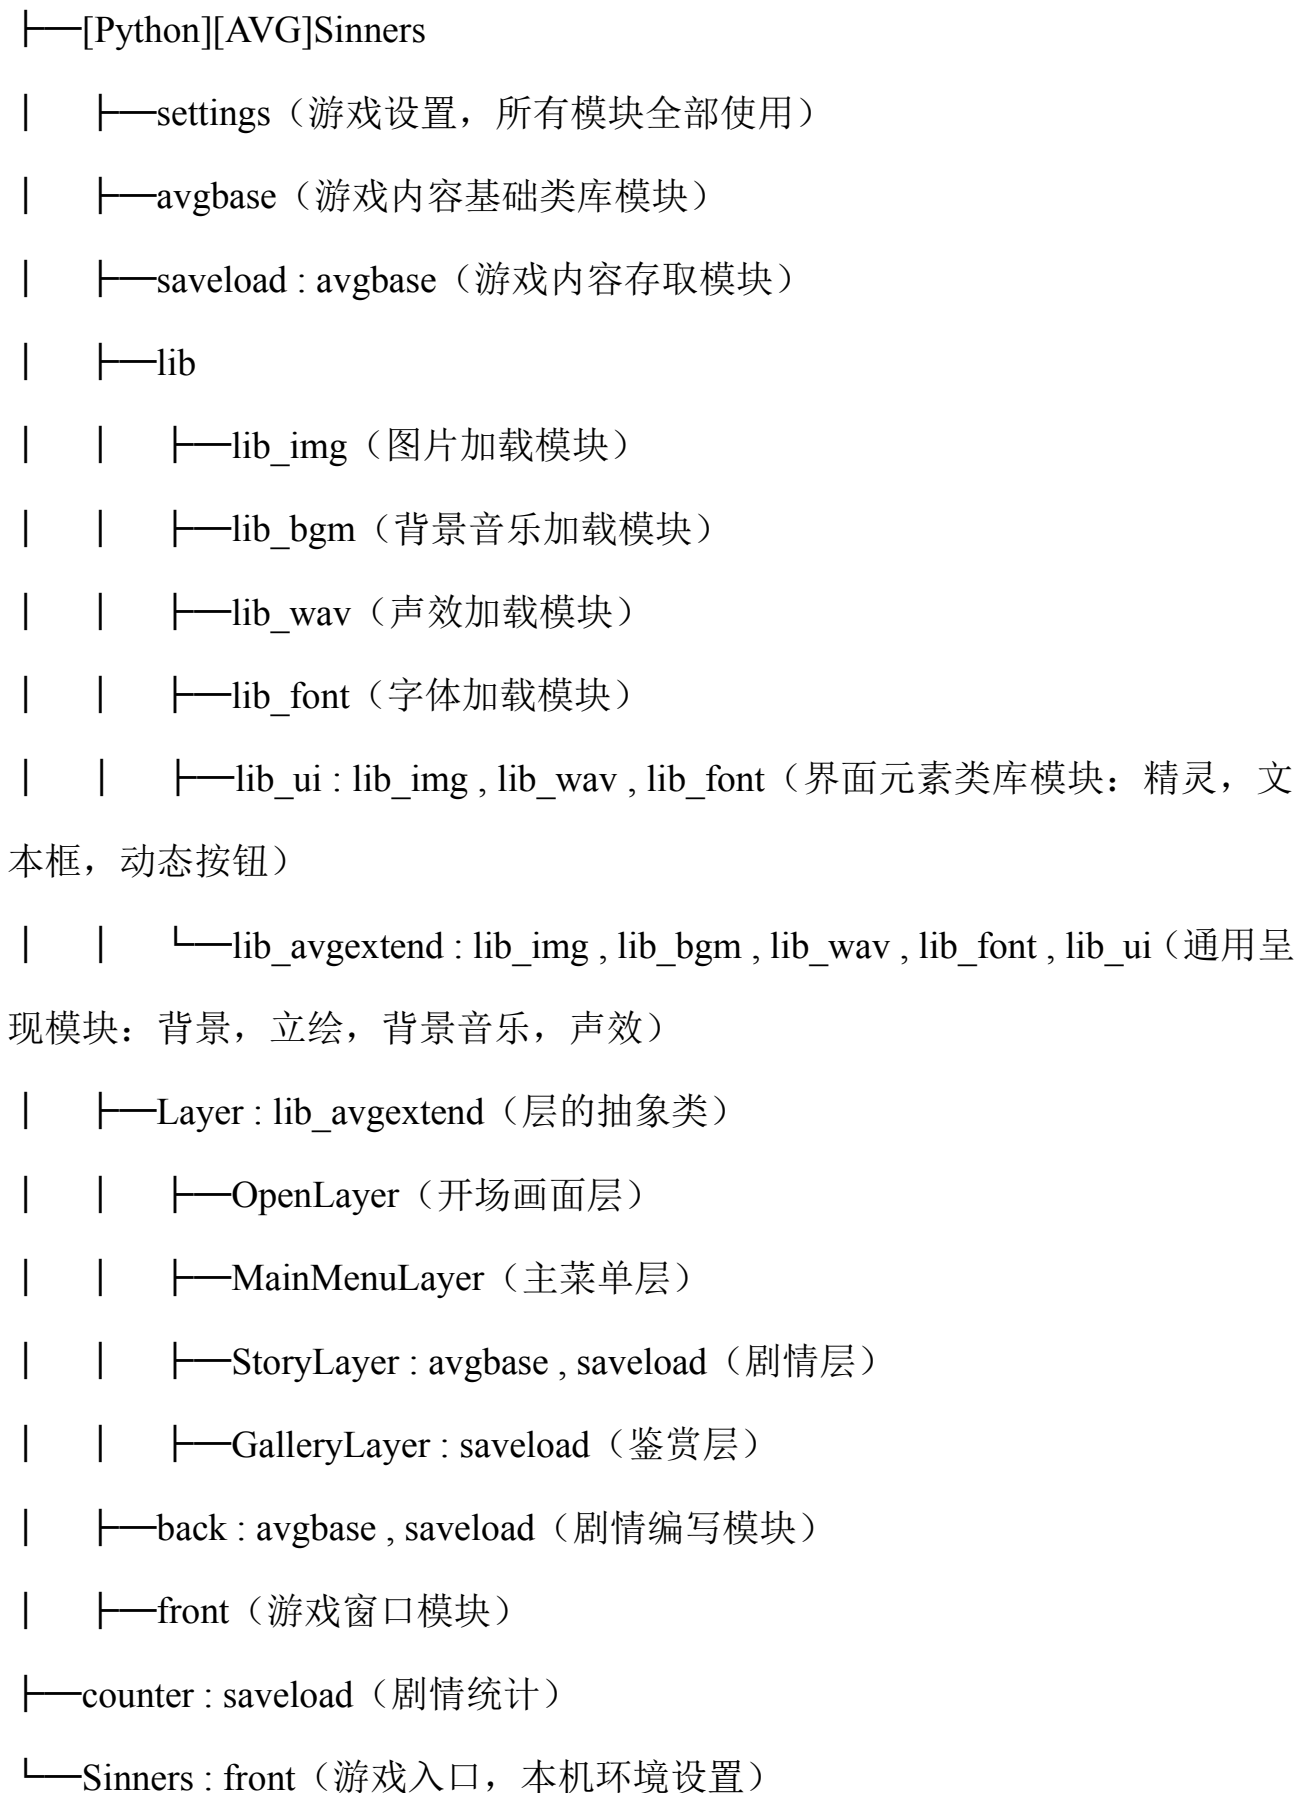 ├──[Python][AVG]Sinners
│ ├──settings（游戏设置，所有模块全部使用）
│ ├──avgbase（游戏内容基础类库模块）
│ ├──saveload : avgbase（游戏内容存取模块）
│ ├──lib
│ │ ├──lib_img（图片加载模块）
│ │ ├──lib_bgm（背景音乐加载模块）
│ │ ├──lib_wav（声效加载模块）
│ │ ├──lib_font（字体加载模块）
│ │ ├──lib_ui : lib_img , lib_wav , lib_font（界面元素类库模块：精灵，文
本框，动态按钮）
│ │ └──lib_avgextend : lib_img , lib_bgm , lib_wav , lib_font , lib_ui（通用呈
现模块：背景，立绘，背景音乐，声效）
│ ├──Layer : lib_avgextend（层的抽象类）
│ │ ├──OpenLayer（开场画面层）
│ │ ├──MainMenuLayer（主菜单层）
│ │ ├──StoryLayer : avgbase , saveload（剧情层）
│ │ ├──GalleryLayer : saveload（鉴赏层）
│ ├──back : avgbase , saveload（剧情编写模块）
│ ├──front（游戏窗口模块）
├──counter : saveload（剧情统计）
└──Sinners : front（游戏入口，本机环境设置）